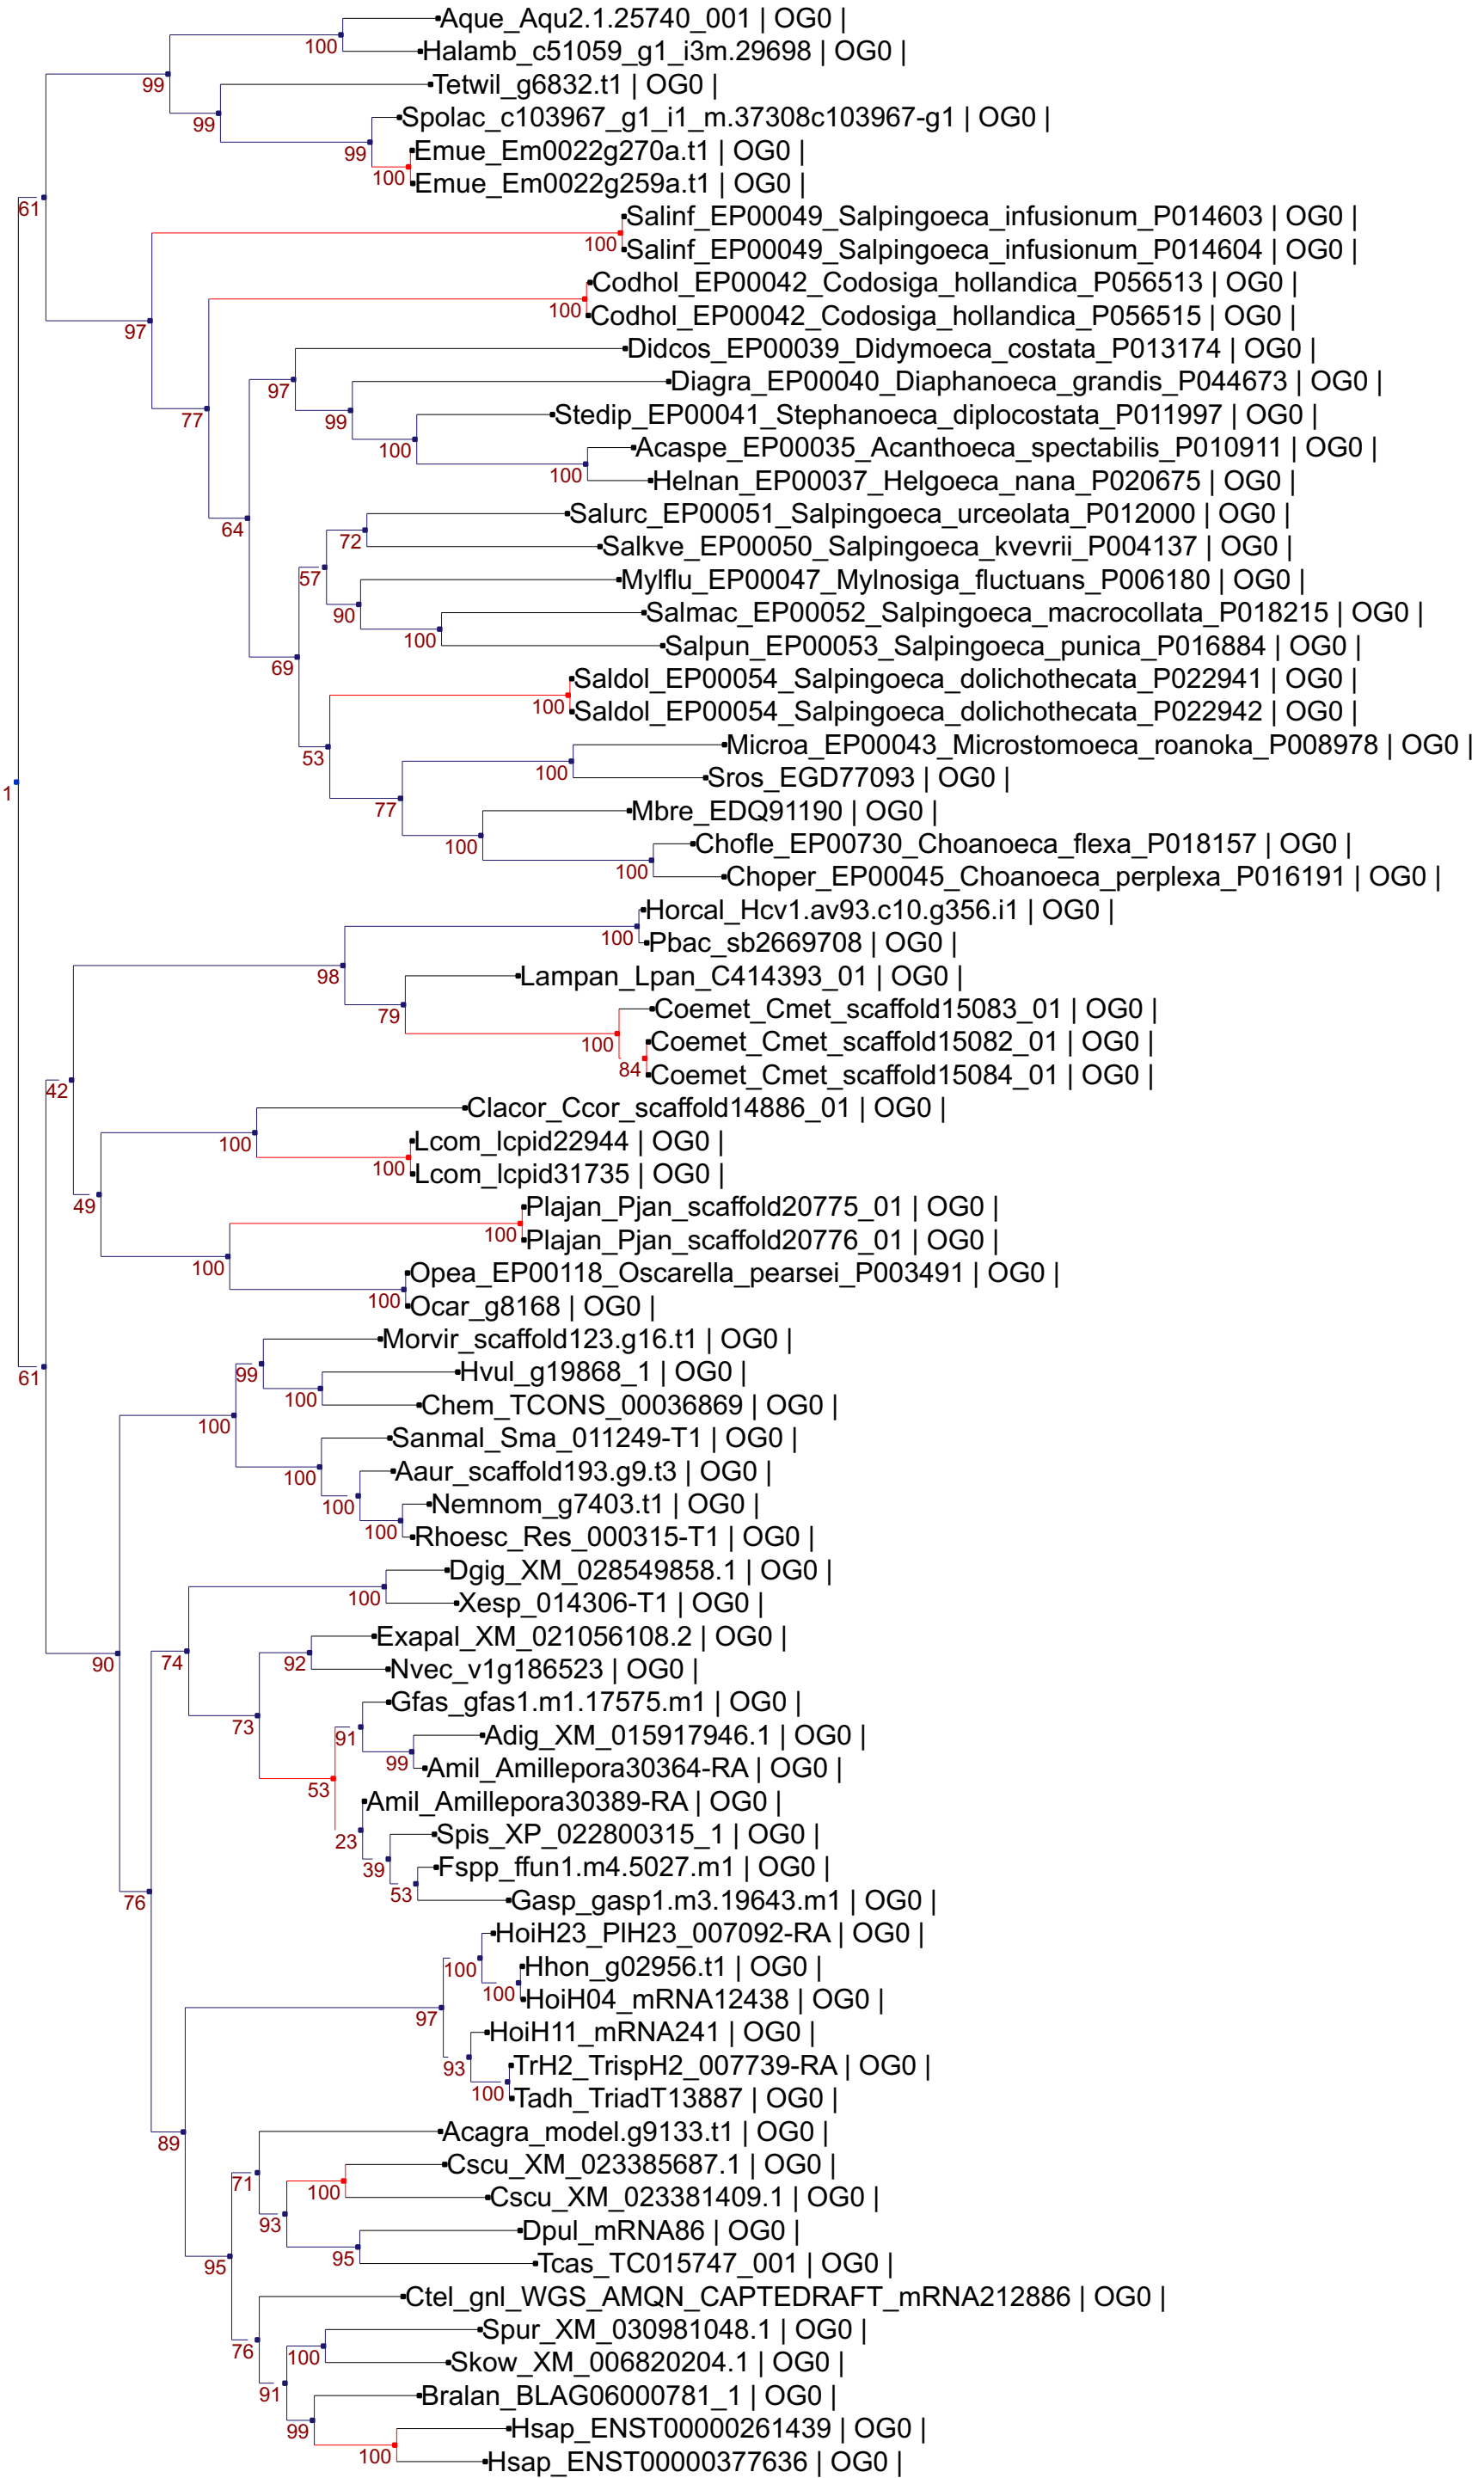 Aque_Aqu2.1.25740_001 | OG0 |
100
Halamb_c51059_g1_i3m.29698 | OG0 |
99
Tetwil_g6832.t1 | OG0 |
99
Spolac_c103967_g1_i1_m.37308c103967-g1 | OG0 |
99
Emue_Em0022g270a.t1 | OG0 |
100
Emue_Em0022g259a.t1 | OG0 |
61
Salinf_EP00049_Salpingoeca_infusionum_P014603 | OG0 |
100
Salinf_EP00049_Salpingoeca_infusionum_P014604 | OG0 |
Codhol_EP00042_Codosiga_hollandica_P056513 | OG0 |
100
Codhol_EP00042_Codosiga_hollandica_P056515 | OG0 |
97
Didcos_EP00039_Didymoeca_costata_P013174 | OG0 |
97
Diagra_EP00040_Diaphanoeca_grandis_P044673 | OG0 |
77
99
Stedip_EP00041_Stephanoeca_diplocostata_P011997 | OG0 |
100
Acaspe_EP00035_Acanthoeca_spectabilis_P010911 | OG0 |
100
Helnan_EP00037_Helgoeca_nana_P020675 | OG0 |
Salurc_EP00051_Salpingoeca_urceolata_P012000 | OG0 |
64
72
Salkve_EP00050_Salpingoeca_kvevrii_P004137 | OG0 |
57
Mylflu_EP00047_Mylnosiga_fluctuans_P006180 | OG0 |
90
Salmac_EP00052_Salpingoeca_macrocollata_P018215 | OG0 |
100
Salpun_EP00053_Salpingoeca_punica_P016884 | OG0 |
69
Saldol_EP00054_Salpingoeca_dolichothecata_P022941 | OG0 |
100
Saldol_EP00054_Salpingoeca_dolichothecata_P022942 | OG0 |
Microa_EP00043_Microstomoeca_roanoka_P008978 | OG0 |
53
100
Sros_EGD77093 | OG0 |
1
77
Mbre_EDQ91190 | OG0 |
100
Chofle_EP00730_Choanoeca_flexa_P018157 | OG0 |
100
Choper_EP00045_Choanoeca_perplexa_P016191 | OG0 |
Horcal_Hcv1.av93.c10.g356.i1 | OG0 |
100
Pbac_sb2669708 | OG0 |
98
Lampan_Lpan_C414393_01 | OG0 |
79
Coemet_Cmet_scaffold15083_01 | OG0 |
100
Coemet_Cmet_scaffold15082_01 | OG0 |
84
Coemet_Cmet_scaffold15084_01 | OG0 |
42
Clacor_Ccor_scaffold14886_01 | OG0 |
100
Lcom_lcpid22944 | OG0 |
100
Lcom_lcpid31735 | OG0 |
49
Plajan_Pjan_scaffold20775_01 | OG0 |
100
Plajan_Pjan_scaffold20776_01 | OG0 |
100
Opea_EP00118_Oscarella_pearsei_P003491 | OG0 |
100
Ocar_g8168 | OG0 |
Morvir_scaffold123.g16.t1 | OG0 |
61
99
Hvul_g19868_1 | OG0 |
100
Chem_TCONS_00036869 | OG0 |
100
Sanmal_Sma_011249-T1 | OG0 |
100
Aaur_scaffold193.g9.t3 | OG0 |
100
Nemnom_g7403.t1 | OG0 |
100
Rhoesc_Res_000315-T1 | OG0 |
Dgig_XM_028549858.1 | OG0 |
100
Xesp_014306-T1 | OG0 |
Exapal_XM_021056108.2 | OG0 |
90
74
92
Nvec_v1g186523 | OG0 |
Gfas_gfas1.m1.17575.m1 | OG0 |
73
91
Adig_XM_015917946.1 | OG0 |
99
Amil_Amillepora30364-RA | OG0 |
53
Amil_Amillepora30389-RA | OG0 |
23
Spis_XP_022800315_1 | OG0 |
39
Fspp_ffun1.m4.5027.m1 | OG0 |
53
Gasp_gasp1.m3.19643.m1 | OG0 |
76
HoiH23_PlH23_007092-RA | OG0 |
100
Hhon_g02956.t1 | OG0 |
100
HoiH04_mRNA12438 | OG0 |
97
HoiH11_mRNA241 | OG0 |
93
TrH2_TrispH2_007739-RA | OG0 |
100
Tadh_TriadT13887 | OG0 |
Acagra_model.g9133.t1 | OG0 |
89
Cscu_XM_023385687.1 | OG0 |
71
100
Cscu_XM_023381409.1 | OG0 |
93
Dpul_mRNA86 | OG0 |
95
95
Tcas_TC015747_001 | OG0 |
Ctel_gnl_WGS_AMQN_CAPTEDRAFT_mRNA212886 | OG0 |
Spur_XM_030981048.1 | OG0 |
76
100
Skow_XM_006820204.1 | OG0 |
91
Bralan_BLAG06000781_1 | OG0 |
99
Hsap_ENST00000261439 | OG0 |
100
Hsap_ENST00000377636 | OG0 |